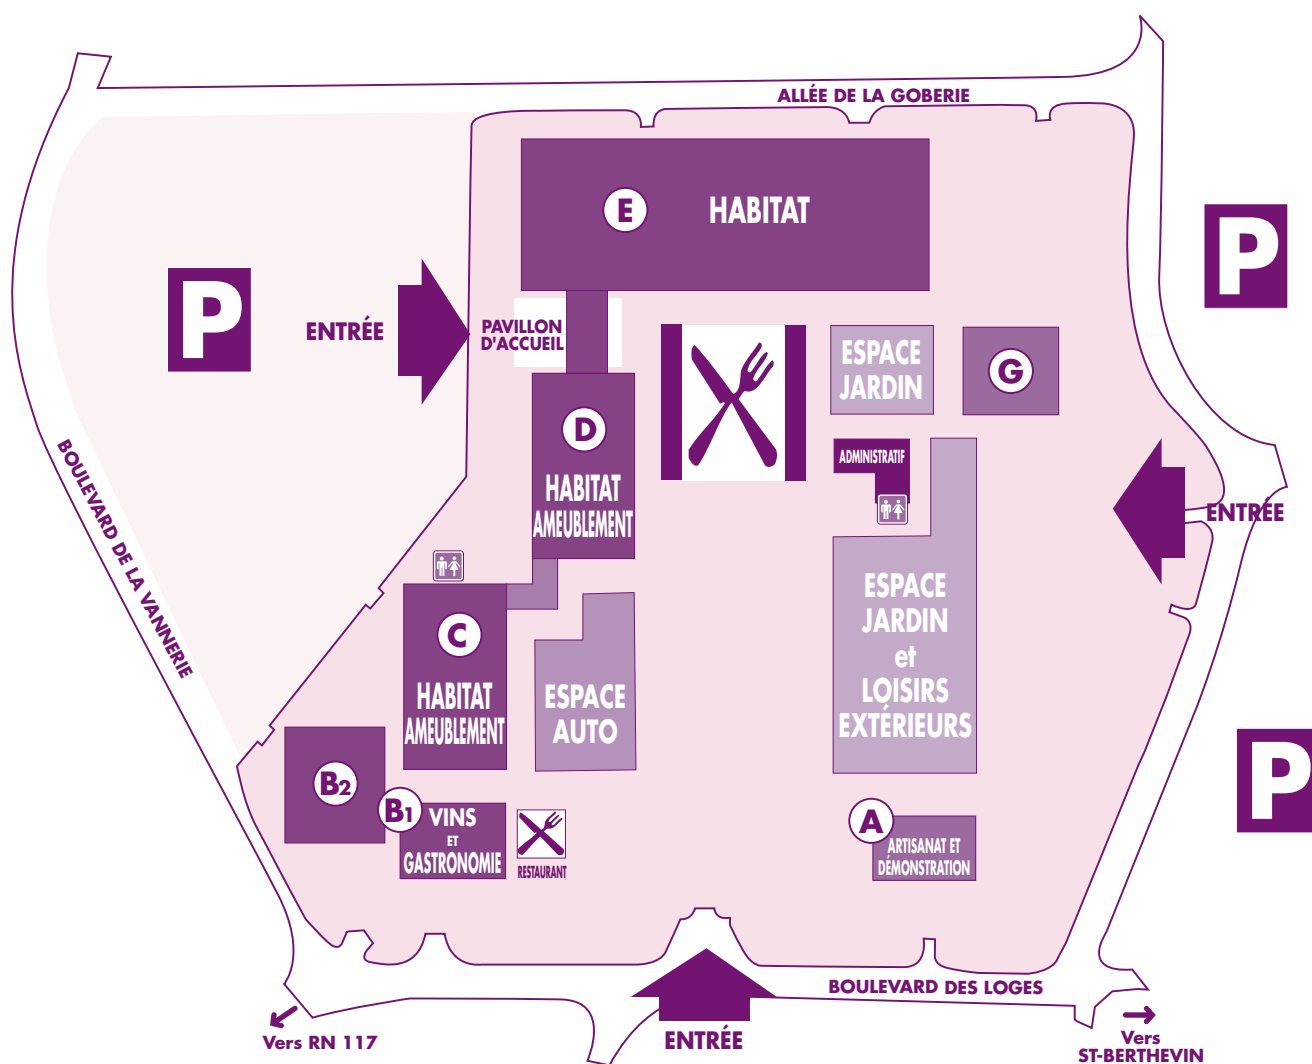 ALLÉE DE LA GOBERIE
E
HABITAT
P
P
ENTRÉE
PAVILLON
D'ACCUEIL
ESPACE
JARDIN
G
D
HABITAT
AMEUBLEMENT
ADMINISTRATIF
ENTRÉE
BOULEVARD DE LA VANNERIE
C
HABITAT
AMEUBLEMENT
ESPACE
AUTO
ESPACE
JARDIN
et
LOISIRS
EXTÉRIEURS
P
B2
B1
VINS
ET
GASTRONOMIE
RESTAURANT
A
ARTISANAT ET
DÉMONSTRATION
BOULEVARD DES LOGES
Vers RN 117
ENTRÉE
Vers
ST-BERTHEVIN